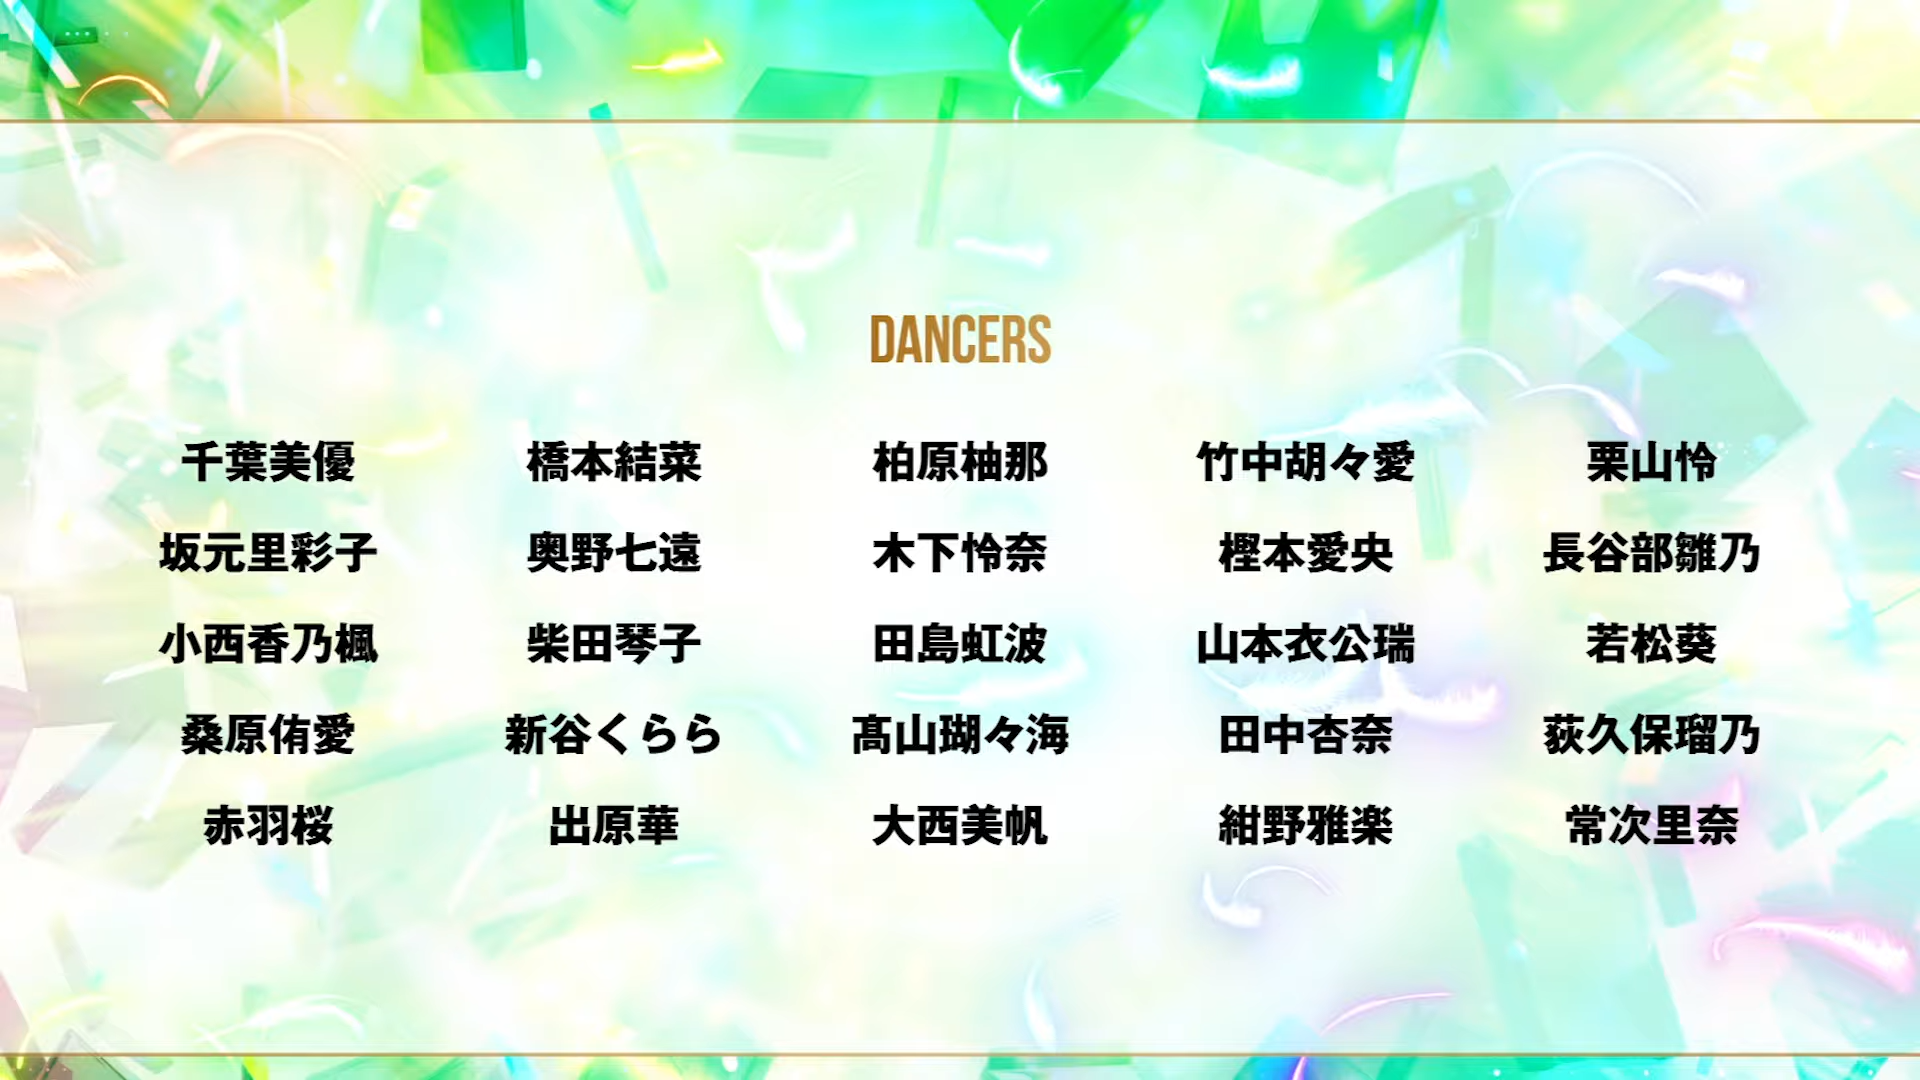 DANCERS
千葉美優 橋本結菜 柏原柚那 竹中胡々愛 栗山怜
坂元里彩子 奥野七遠 木下怜奈 樫本愛央 長谷部雛乃
小西香乃楓 柴田琴子 田島虹波 山本衣公瑞 若松葵
桑原侑愛 新谷くらら 髙山瑚々海 田中杏奈 荻久保瑠乃
赤羽桜 出原華 大西美帆 紺野雅楽 常次里奈